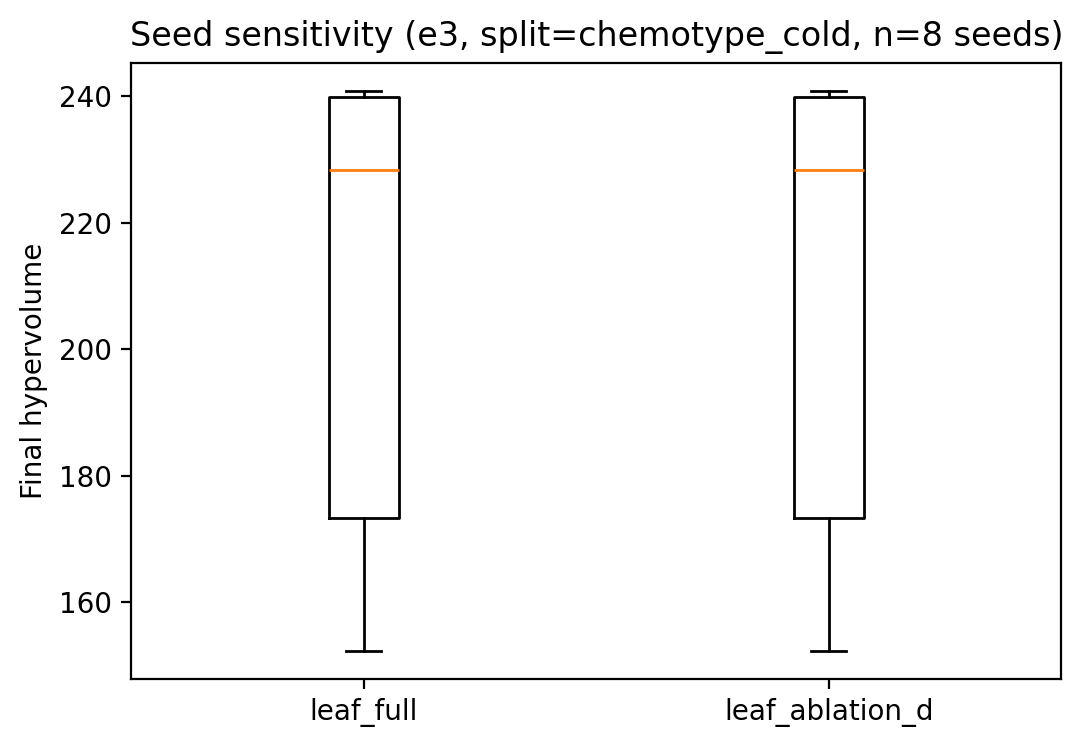 Seed sensitivity (e3, split=chemotype_cold, n=8 seeds)
Final hypervolume
240
220
200
180
160
leaf_full
leaf_ablation_d